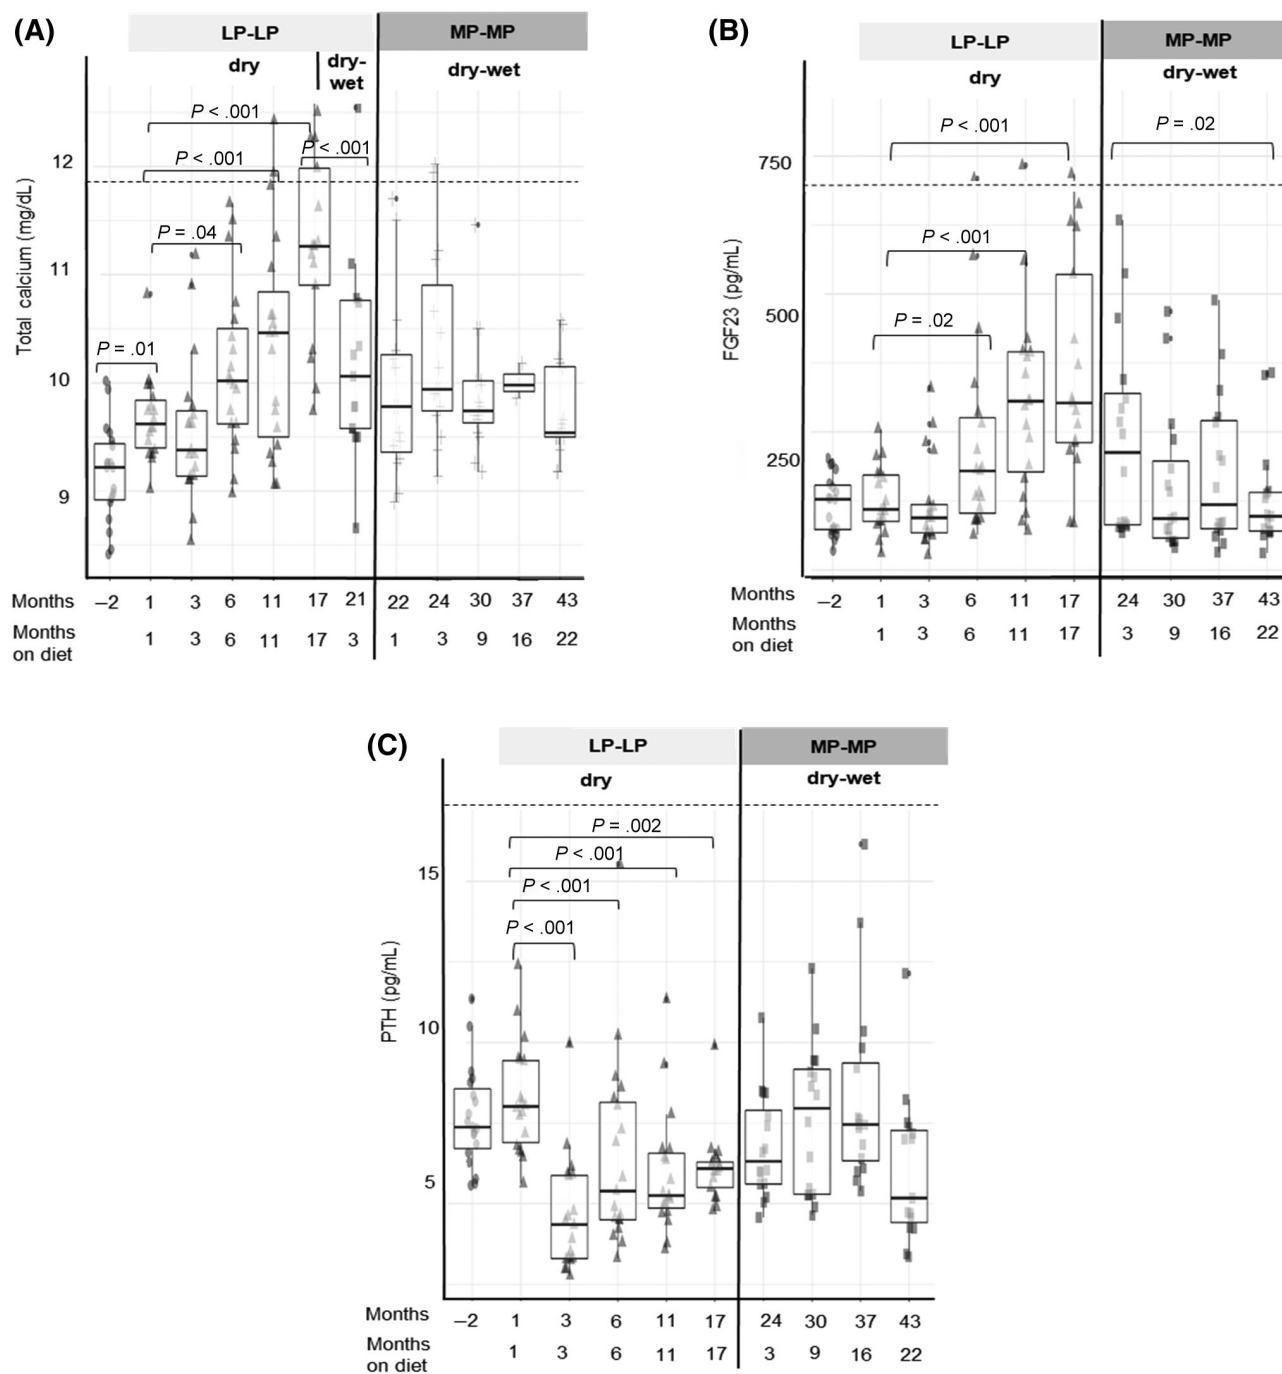 (A)
LP-LP
MP-MP
dry
dry-
wet
dry-wet
P < .001
P < .001
P < .001
P = .04
P = .01
Total calcium (mg/dL)
12
11
10
9
Months −2 1 3 6 11 17 21 22 24 30 37 43
Months
on diet
1 3 6 11 17 3 1 3 9 16 22
(B)
LP-LP
MP-MP
dry
dry-wet
P < .001
P = .02
P < .001
P = .02
FGF23 (pg/mL)
750
500
250
Months −2 1 3 6 11 17 24 30 37 43
Months
on diet
1 3 6 11 17 3 9 16 22
(C)
LP-LP
MP-MP
dry
dry-wet
P = .002
P < .001
P < .001
P < .001
PTH (pg/mL)
15
10
5
Months −2 1 3 6 11 17 24 30 37 43
Months
on diet
1 3 6 11 17 3 9 16 22